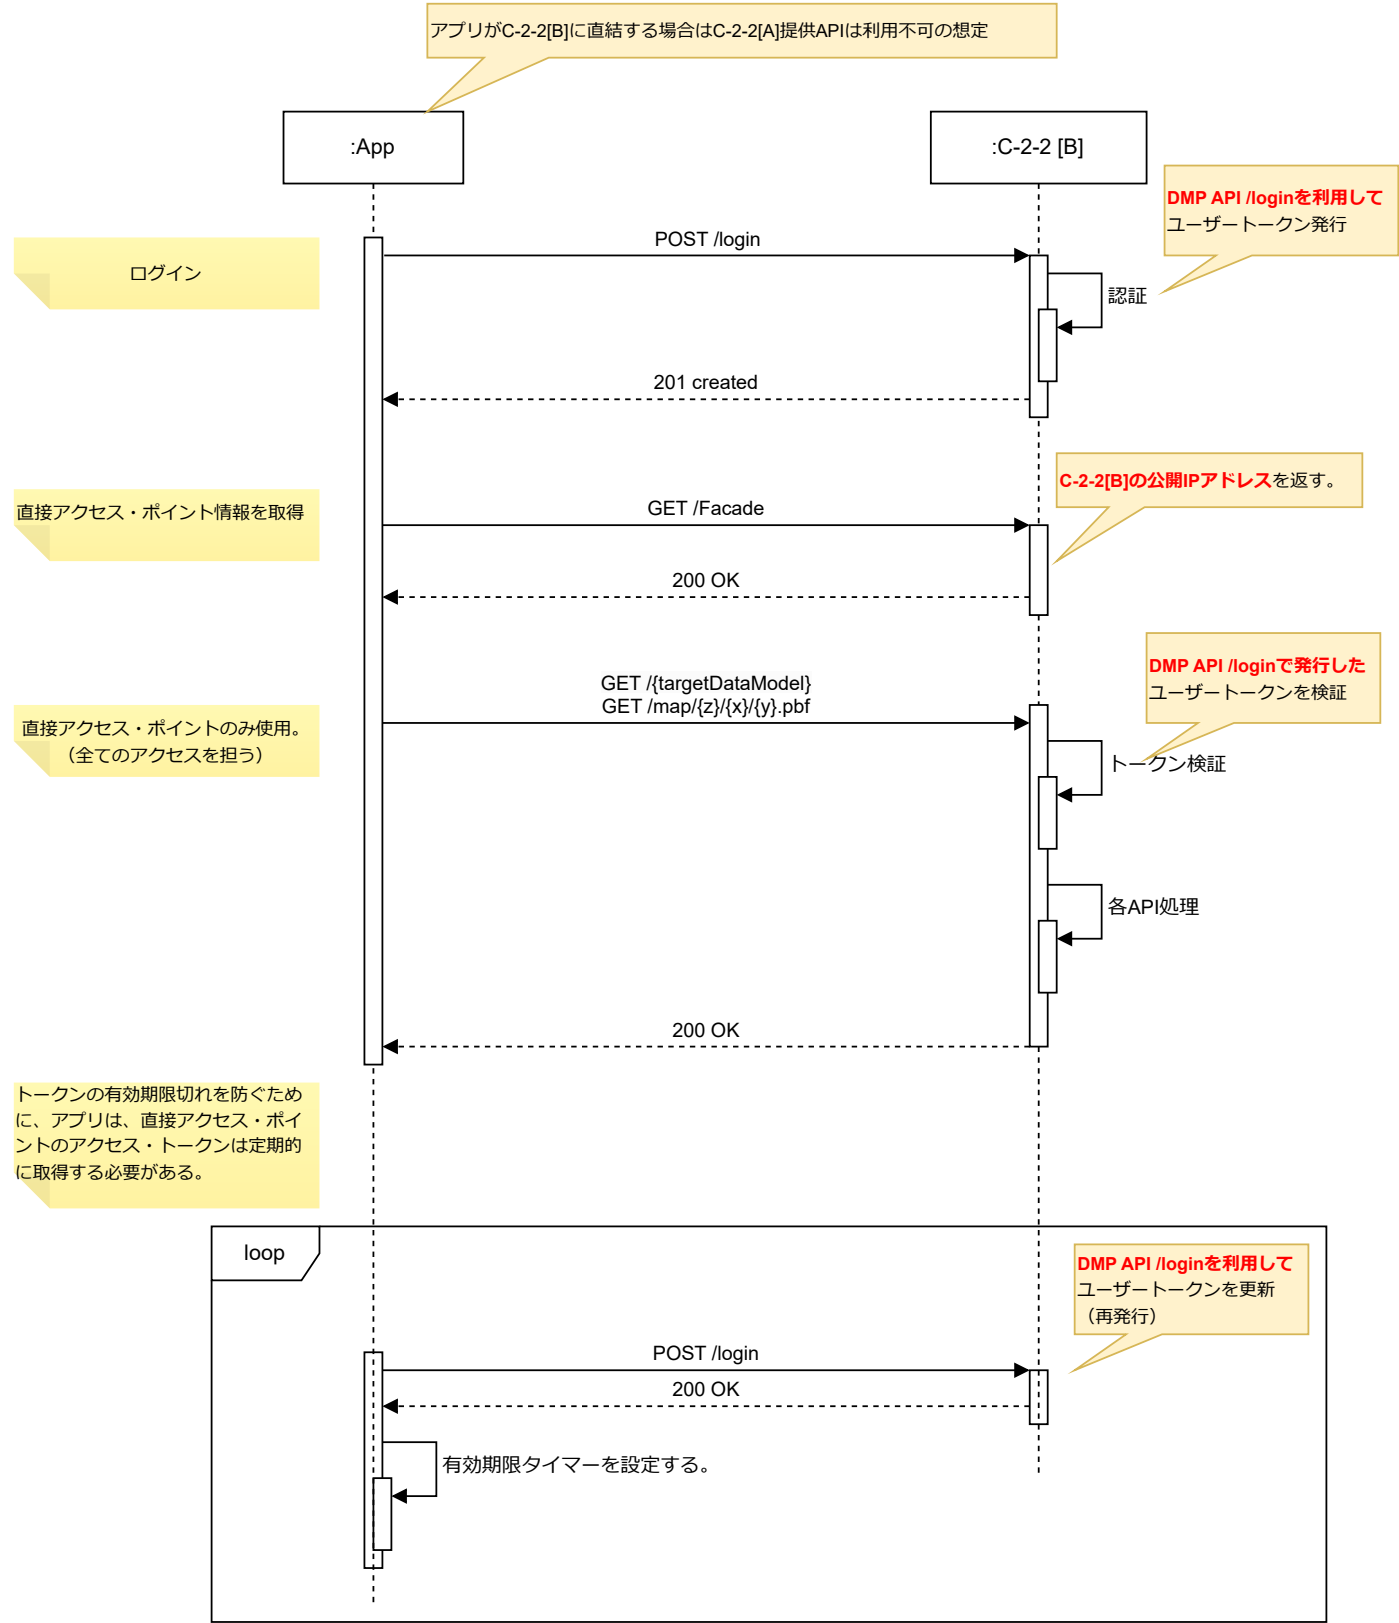 アプリがC-2-2[B]に直結する場合はC-2-2[A]提供APIは利用不可の想定
:App
:C-2-2 [B]
DMP API /loginを利用して
ユーザートークン発行
POST /login
ログイン
認証
201 created
C-2-2[B]の公開IPアドレスを返す。
直接アクセス・ポイント情報を取得
GET /Facade
200 OK
DMP API /loginで発行した
ユーザートークンを検証
GET /{targetDataModel}
GET /map/{z}/{x}/{y}.pbf
直接アクセス・ポイントのみ使用。
（全てのアクセスを担う）
トークン検証
各API処理
200 OK
トークンの有効期限切れを防ぐため
に、アプリは、直接アクセス・ポイ
ントのアクセス・トークンは定期的
に取得する必要がある。
loop
DMP API /loginを利用して
ユーザートークンを更新
（再発行）
POST /login
200 OK
有効期限タイマーを設定する。